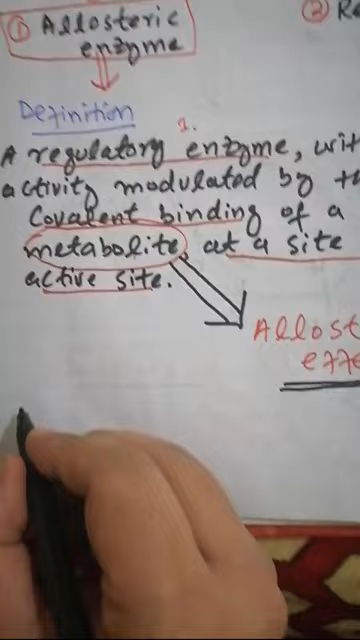 ① Allosteric
enzyme
② Re
Definition
1.
A regulatory enzyme, wit
activity modulated by t
Covalent binding of a
metabolite at a site
active site.
Allost
effe